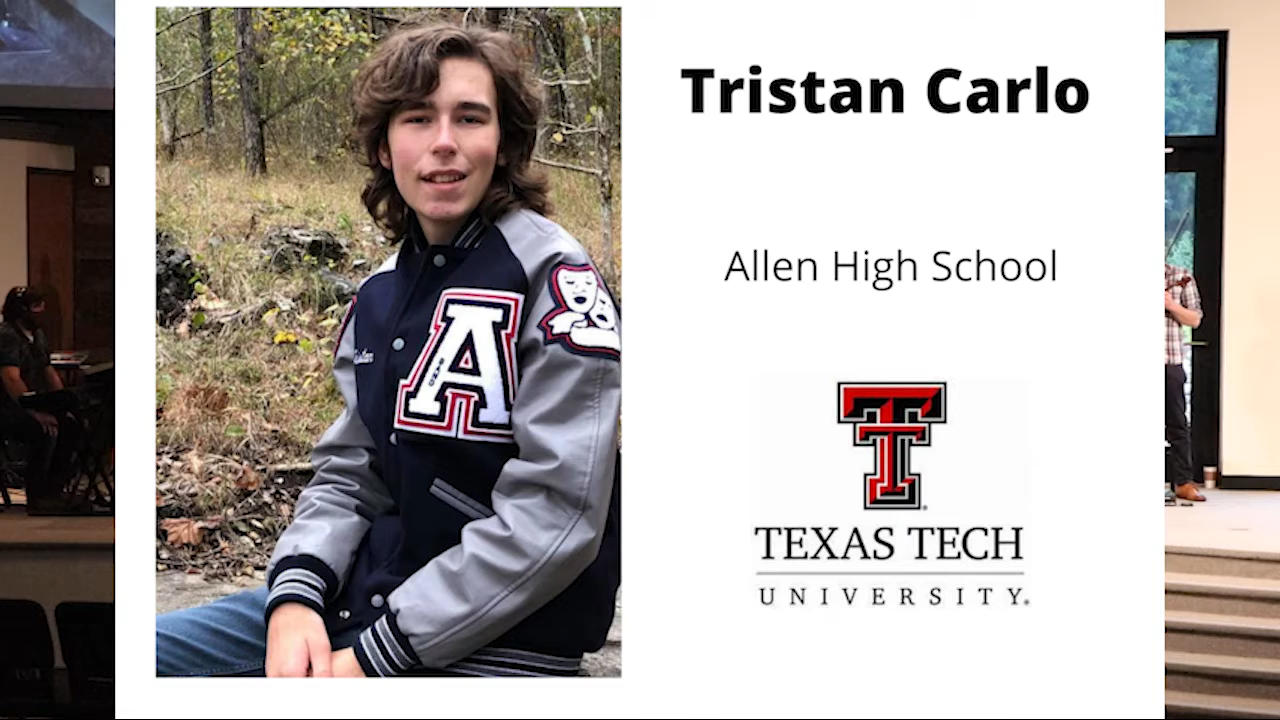 Tristan Carlo
Allen High School
A
TEXAS TECH
UNIVERSITY.